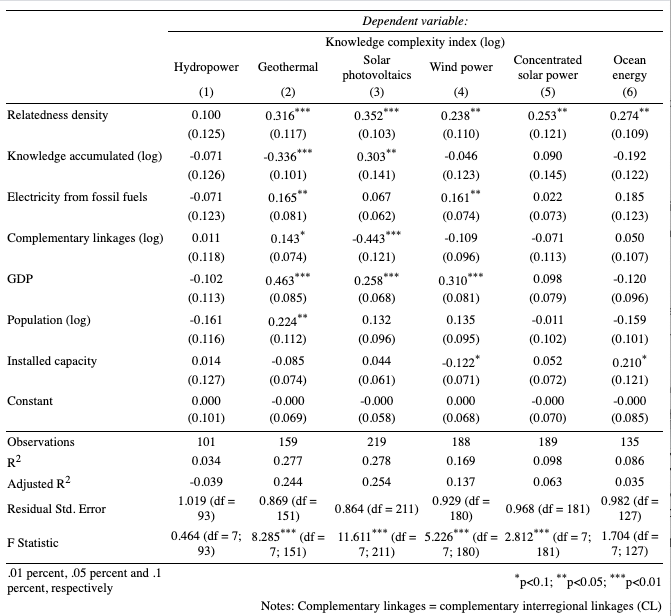 Dependent variable:
Knowledge complexity index (log)
Hydropower Geothermal Solar photovoltaics Wind power Concentrated solar power Ocean energy
(1) (2) (3) (4) (5) (6)
Relatedness density 0.100 0.316*** 0.352*** 0.238** 0.253** 0.274**
(0.125) (0.117) (0.103) (0.110) (0.121) (0.109)
Knowledge accumulated (log) -0.071 -0.336*** 0.303** -0.046 0.090 -0.192
(0.126) (0.101) (0.141) (0.123) (0.145) (0.122)
Electricity from fossil fuels -0.071 0.165** 0.067 0.161** 0.022 0.185
(0.123) (0.081) (0.062) (0.074) (0.073) (0.123)
Complementary linkages (log) 0.011 0.143* -0.443*** -0.109 -0.071 0.050
(0.118) (0.074) (0.121) (0.096) (0.113) (0.107)
GDP -0.102 0.463*** 0.258*** 0.310*** 0.098 -0.120
(0.113) (0.085) (0.068) (0.081) (0.079) (0.096)
Population (log) -0.161 0.224** 0.132 0.135 -0.011 -0.159
(0.116) (0.112) (0.096) (0.095) (0.102) (0.101)
Installed capacity 0.014 -0.085 0.044 -0.122* 0.052 0.210*
(0.127) (0.074) (0.061) (0.071) (0.072) (0.121)
Constant 0.000 -0.000 -0.000 0.000 -0.000 -0.000
(0.101) (0.069) (0.058) (0.068) (0.070) (0.085)
Observations 101 159 219 188 189 135
R2 0.034 0.277 0.278 0.169 0.098 0.086
Adjusted R2 -0.039 0.244 0.254 0.137 0.063 0.035
Residual Std. Error 1.019 (df = 93) 0.869 (df = 151) 0.864 (df = 211) 0.929 (df = 180) 0.968 (df = 181) 0.982 (df = 127)
F Statistic 0.464 (df = 7; 93) 8.285*** (df = 7; 151) 11.611*** (df = 7; 211) 5.226*** (df = 7; 180) 2.812*** (df = 7; 181) 1.704 (df = 7; 127)
.01 percent, .05 percent and .1
percent, respectively
*p<0.1; **p<0.05; ***p<0.01
Notes: Complementary linkages = complementary interregional linkages (CL)